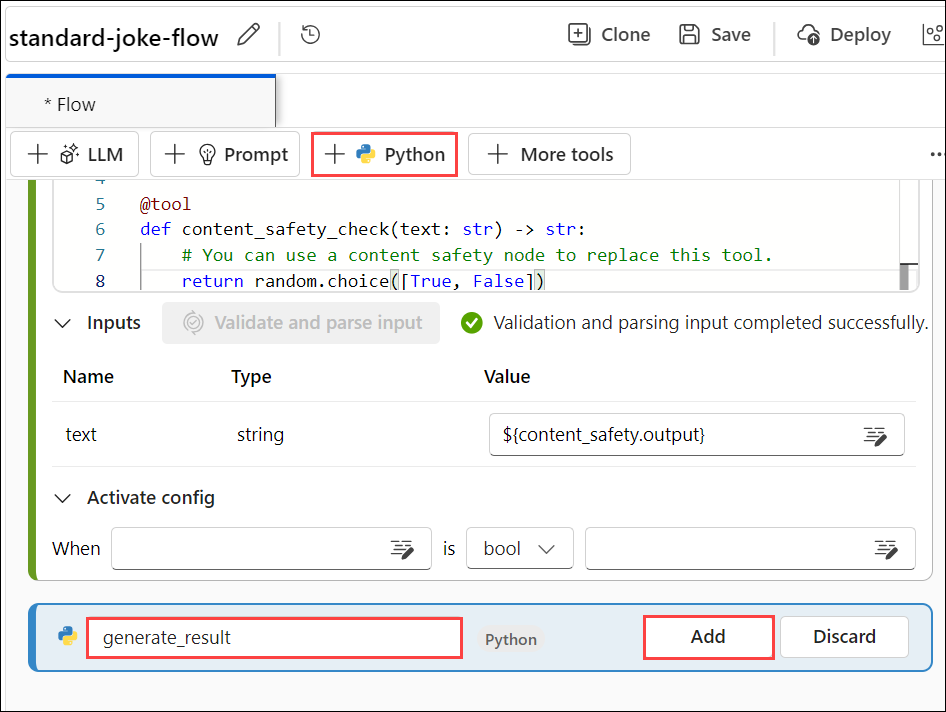 standard-joke-flow Clone Save Deploy
* Flow
LLM Prompt Python More tools
4
5 @tool
6 def content_safety_check(text: str) -> str:
7 # You can use a content safety node to replace this tool.
8 return random.choice([True, False])
Inputs Validate and parse input Validation and parsing input completed successfully.
Name Type Value
text string ${content_safety.output}
Activate config
When is bool
generate_result Python Add Discard